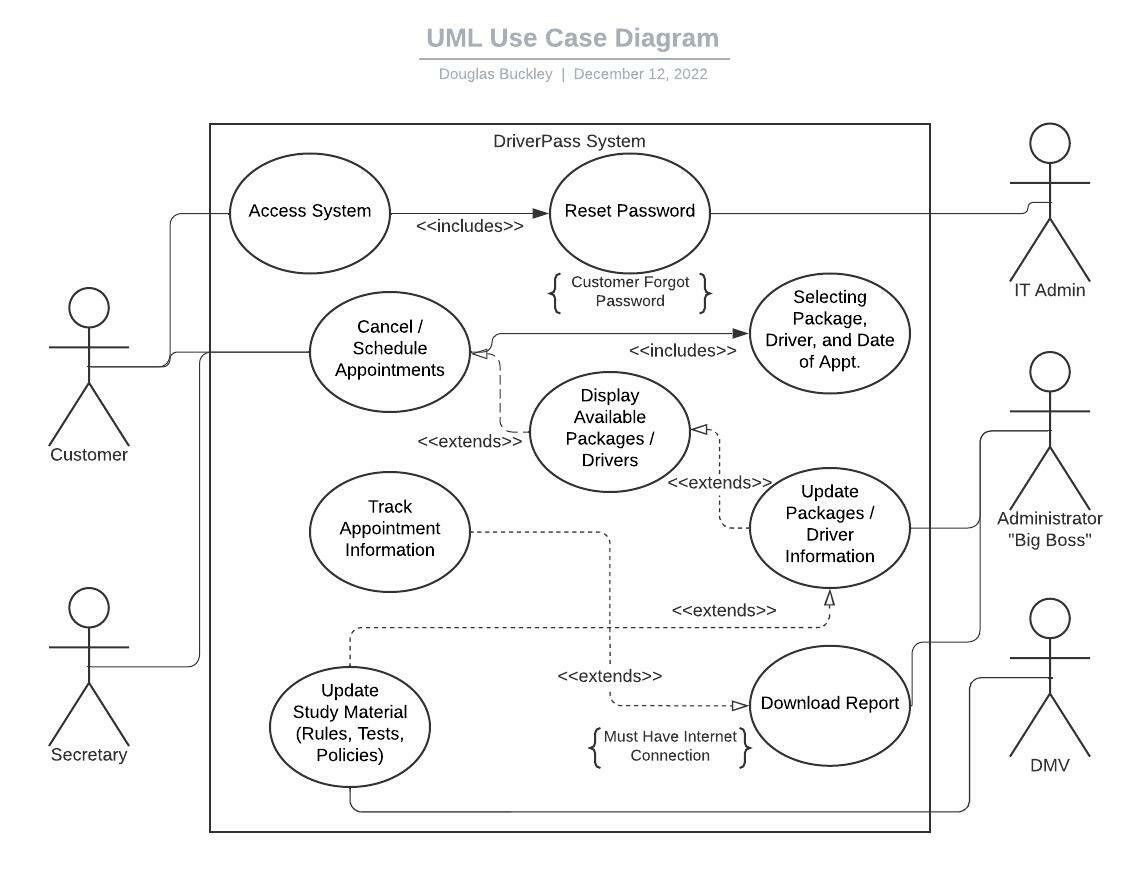 UML Use Case Diagram
Douglas Buckley | December 12, 2022
DriverPass System
Access System
<<includes>>
Reset Password
Customer Forgot
Password
IT Admin
Customer
Cancel /
Schedule
Appointments
<<includes>>
Selecting
Package,
Driver, and Date
of Appt.
<<extends>>
Display
Available
Packages /
Drivers
<<extends>>
Update
Packages /
Driver
Information
Administrator
"Big Boss"
Track
Appointment
Information
<<extends>>
<<extends>>
Update
Study Material
(Rules, Tests,
Policies)
Download Report
Must Have Internet
Connection
Secretary
DMV